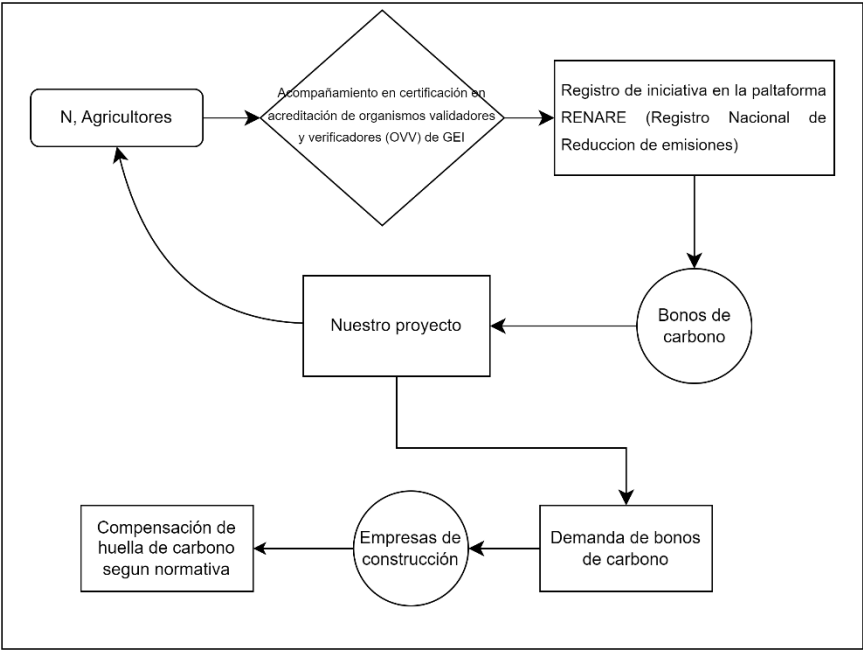 N, Agricultores
Acompañamiento en certificación en
acreditación de organismos validadores
y verificadores (OVV) de GEI
Registro de iniciativa en la paltaforma
RENARE (Registro Nacional de
Reduccion de emisiones)
Nuestro proyecto
Bonos de
carbono
Compensación de
huella de carbono
segun normativa
Empresas de
construcción
Demanda de bonos
de carbono